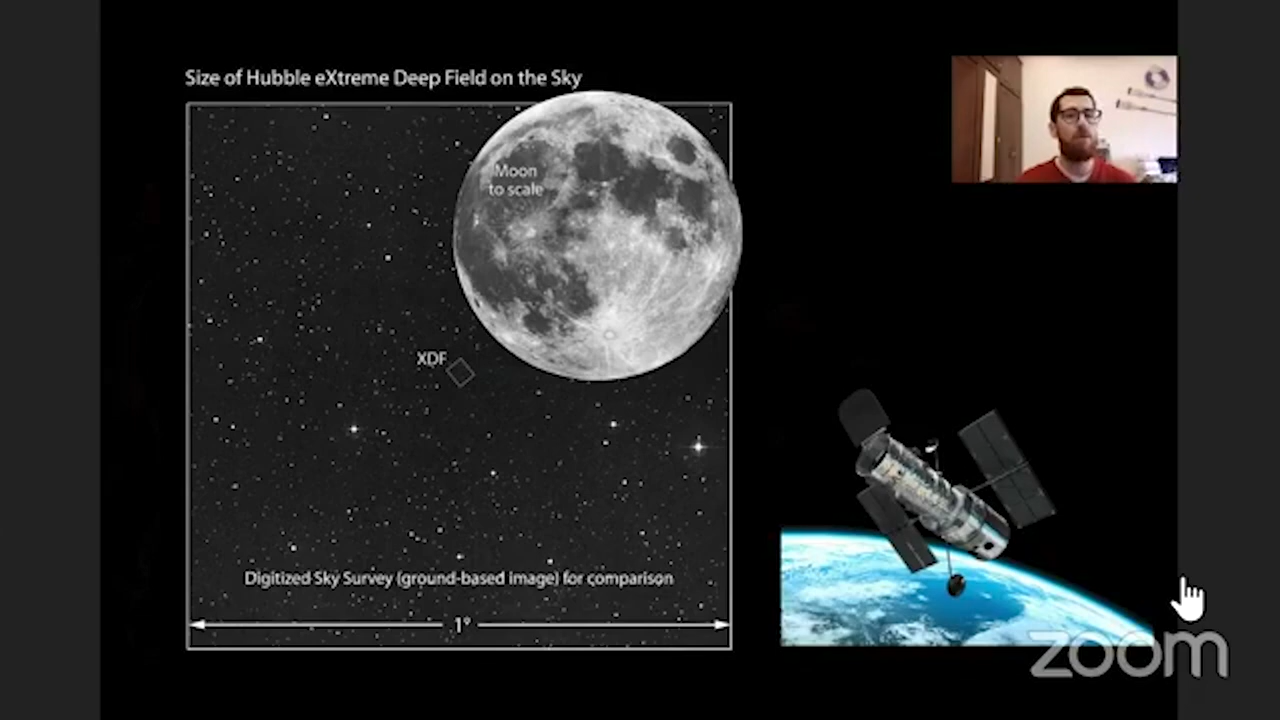 Size of Hubble eXtreme Deep Field on the Sky
Moon
to scale
XDF
Digitized Sky Survey (ground-based image) for comparison
1°
zoom